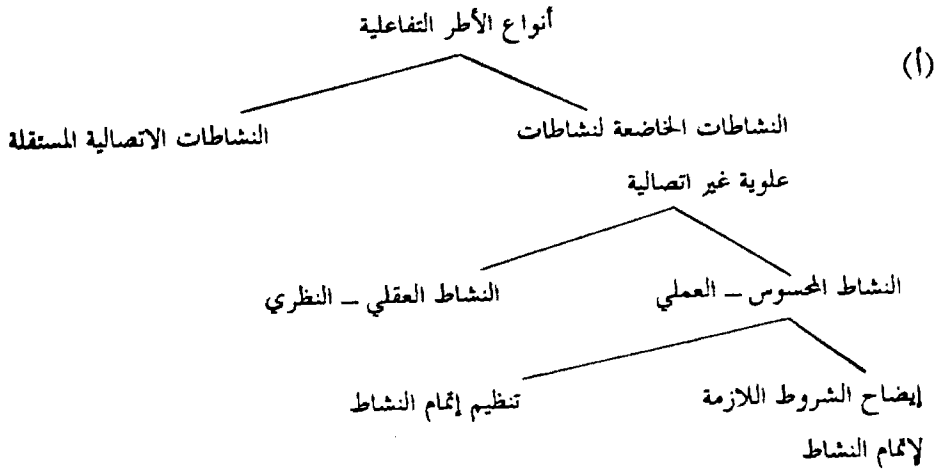 أنواع الأطر التفاعلية
(أ)
النشاطات الخاضعة لنشاطات
علوية غير اتصالية
النشاطات الاتصالية المستقلة
النشاط المحسوس – العملي
النشاط العقلي – النظري
إيضاح الشروط اللازمة
لإتمام النشاط
تنظيم إتمام النشاط